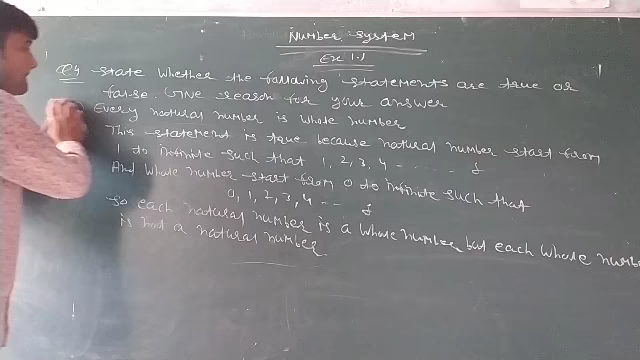 Number System
Ex 1.1
Q4 State whether the following statements are true or
false. Give reason for your answer
Every natural number is whole number
This statement is true because natural number start from
1 to infinite such that 1, 2, 3, 4 - - - - -
And whole number start from 0 to infinite such that
0, 1, 2, 3, 4 - - -
So each natural number is a whole number but each whole number
is not a natural number